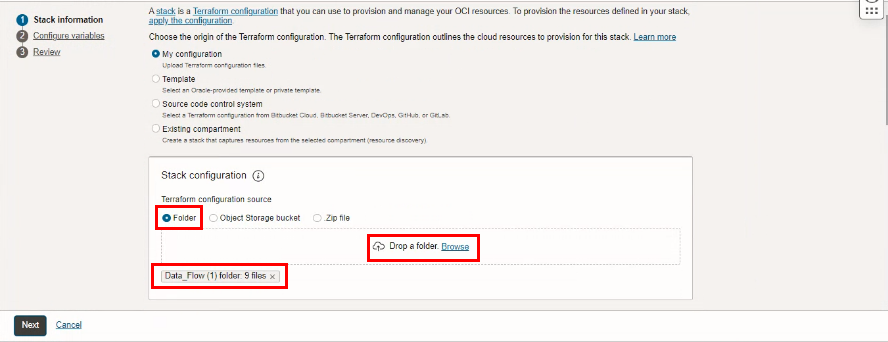 1 Stack information
2 Configure variables
3 Review
A stack is a Terraform configuration that you can use to provision and manage your OCI resources. To provision the resources defined in your stack,
apply the configuration.
Choose the origin of the Terraform configuration. The Terraform configuration outlines the cloud resources to provision for this stack. Learn more
My configuration
Upload Terraform configuration files.
Template
Select an Oracle-provided template or private template.
Source code control system
Select a Terraform configuration from Bitbucket Cloud, Bitbucket Server, DevOps, GitHub, or GitLab.
Existing compartment
Create a stack that captures resources from the selected compartment (resource discovery)
Stack configuration i
Terraform configuration source
Folder Object Storage bucket .Zip file
Drop a folder. Browse
Data_Flow (1) folder: 9 files ×
Next Cancel